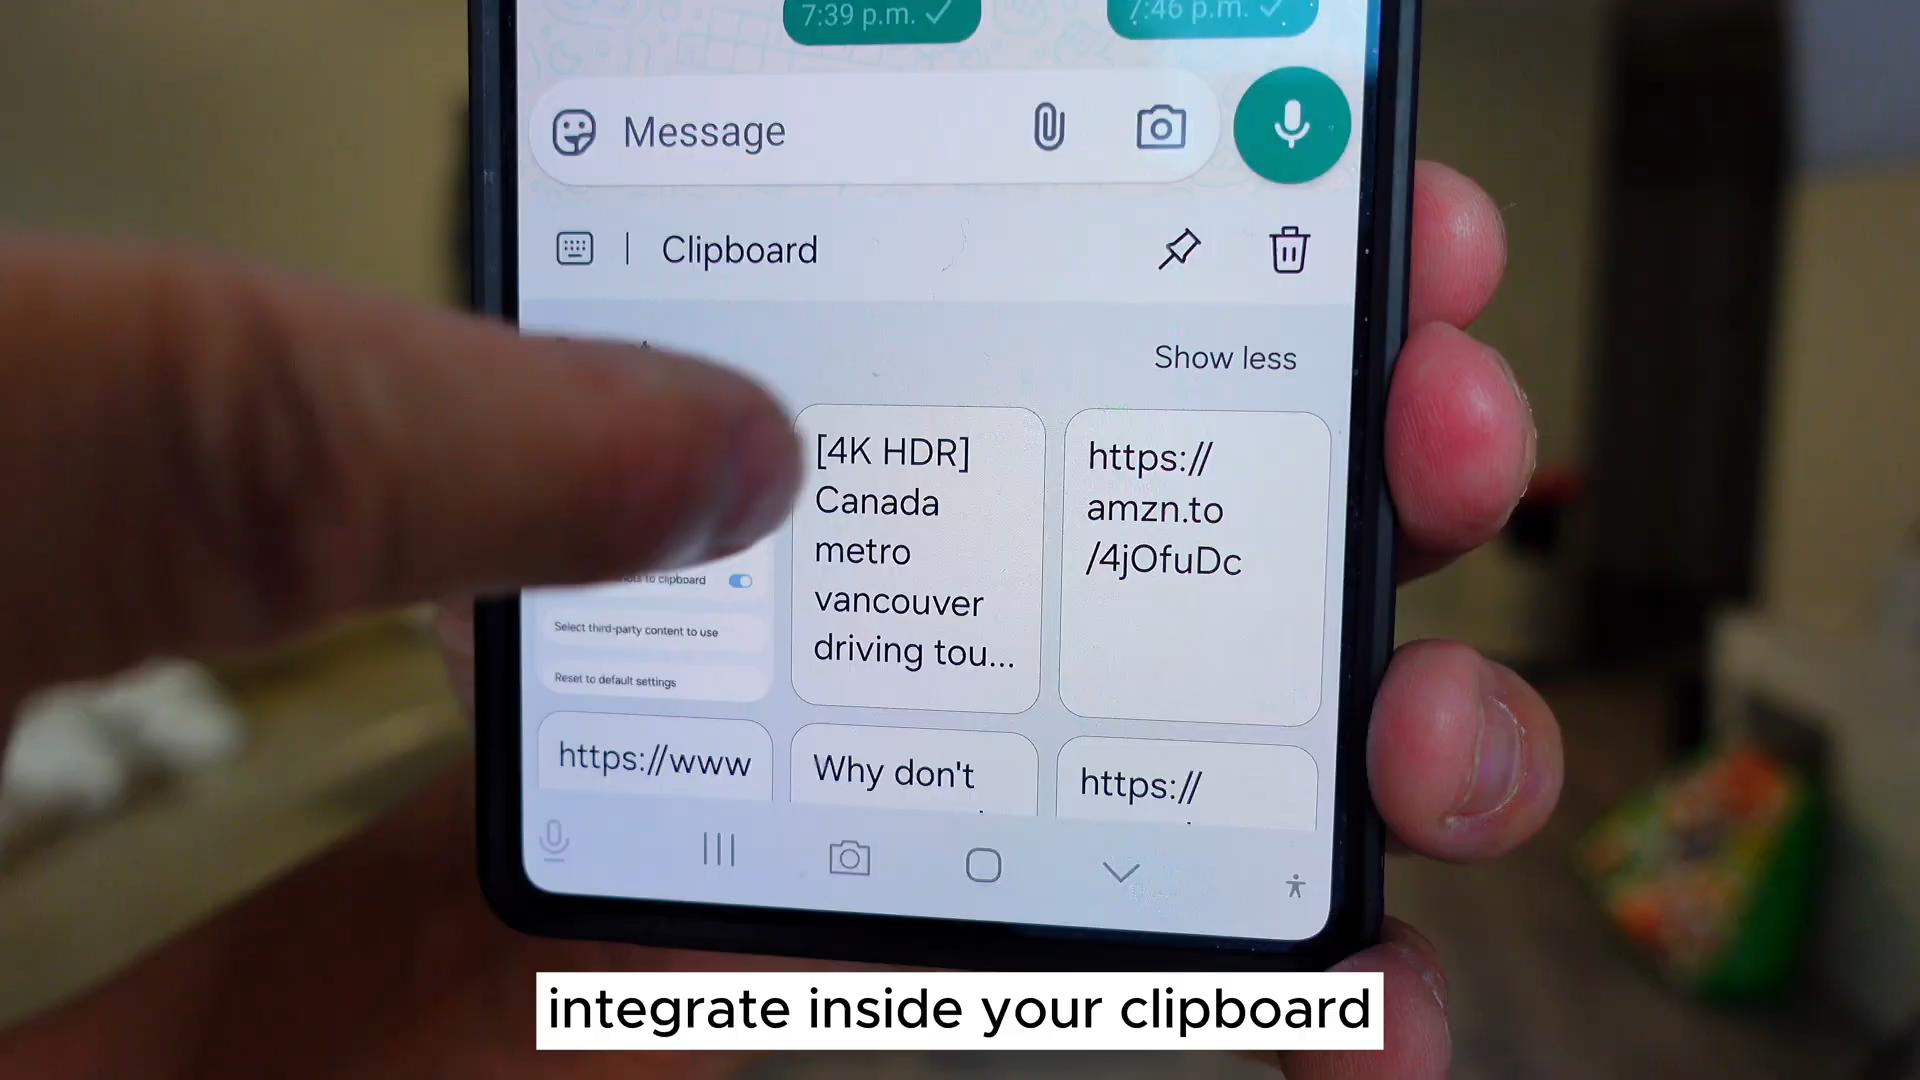 7:39 p.m.
7:46 p.m.
Message
Clipboard
Show less
[4K HDR]
Canada
metro
vancouver
driving tou...
https://
amzn.to
/4jOfuDc
to clipboard
Select third-party content to use
Reset to default settings
https://www
Why don't
https://
integrate inside your clipboard